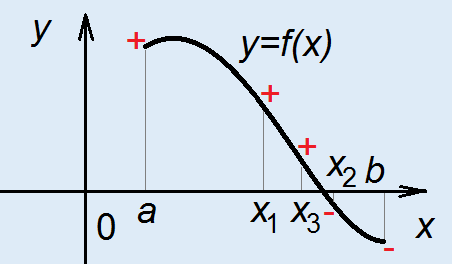 y
+
y=f(x)
+
+
x₂ b
0 a x₁ x₃ - x
-